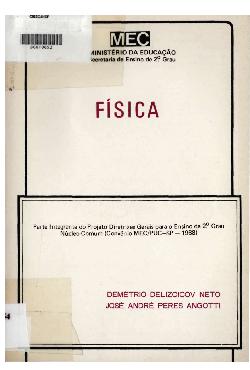 MEC
MINISTÉRIO DA EDUCAÇÃO
Secretaria de Ensino de 2º Grau
FÍSICA
Parte Integrante do Projeto Diretrizes Gerais para o Ensino de 2º Grau
Núcleo Comum (Convênio MEC/PUC-SP — 1988)
DEMÉTRIO DELIZOICOV NETO
JOSÉ ANDRÉ PERES ANGOTTI